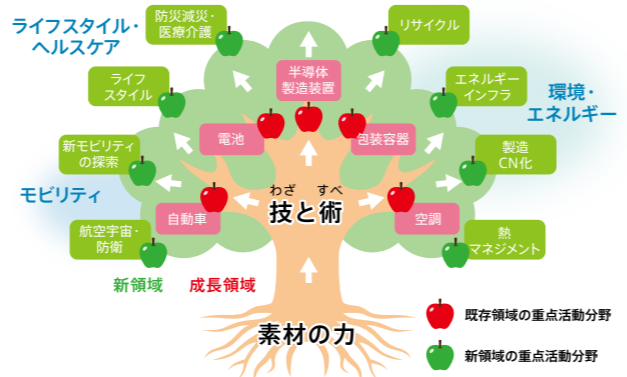 ライフスタイル・
ヘルスケア
防災減災・
医療介護
リサイクル
半導体
製造装置
ライフ
スタイル
エネルギー
インフラ
環境・
エネルギー
電池
包装容器
新モビリティ
の探索
製造
CN化
モビリティ
わざ すべ
技と術
自動車
空調
航空宇宙・
防衛
熱
マネジメント
新領域 成長領域
素材の力
既存領域の重点活動分野
新領域の重点活動分野